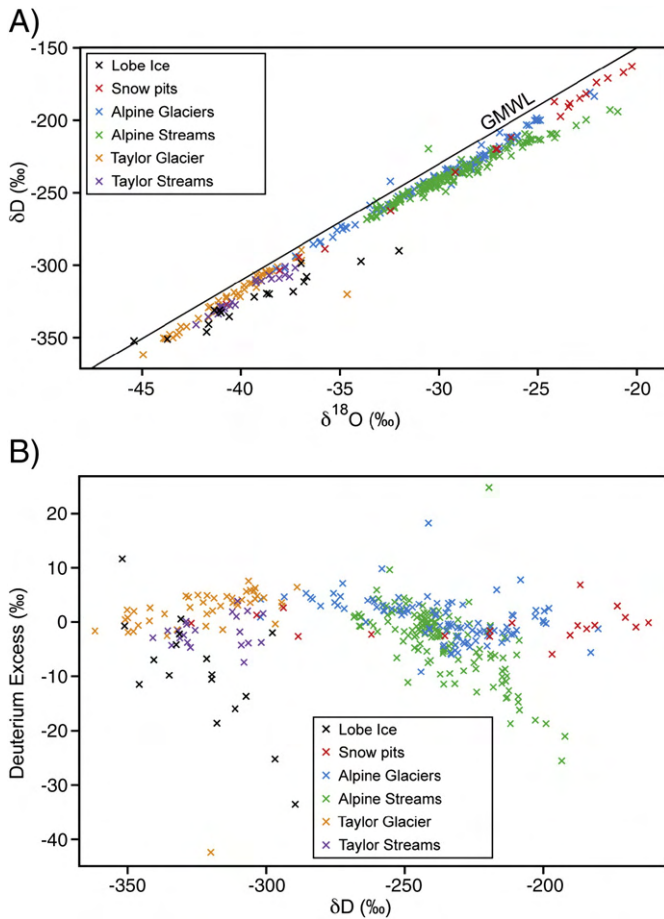 A)
-150
-200
-250
-300
-350
δD (‰)
Lobe Ice
Snow pits
Alpine Glaciers
Alpine Streams
Taylor Glacier
Taylor Streams
GMWL
-45 -40 -35 -30 -25 -20
δ18O (‰)
B)
20
10
0
-10
-20
-30
-40
Deuterium Excess (‰)
Lobe Ice
Snow pits
Alpine Glaciers
Alpine Streams
Taylor Glacier
Taylor Streams
-350 -300 -250 -200
δD (‰)